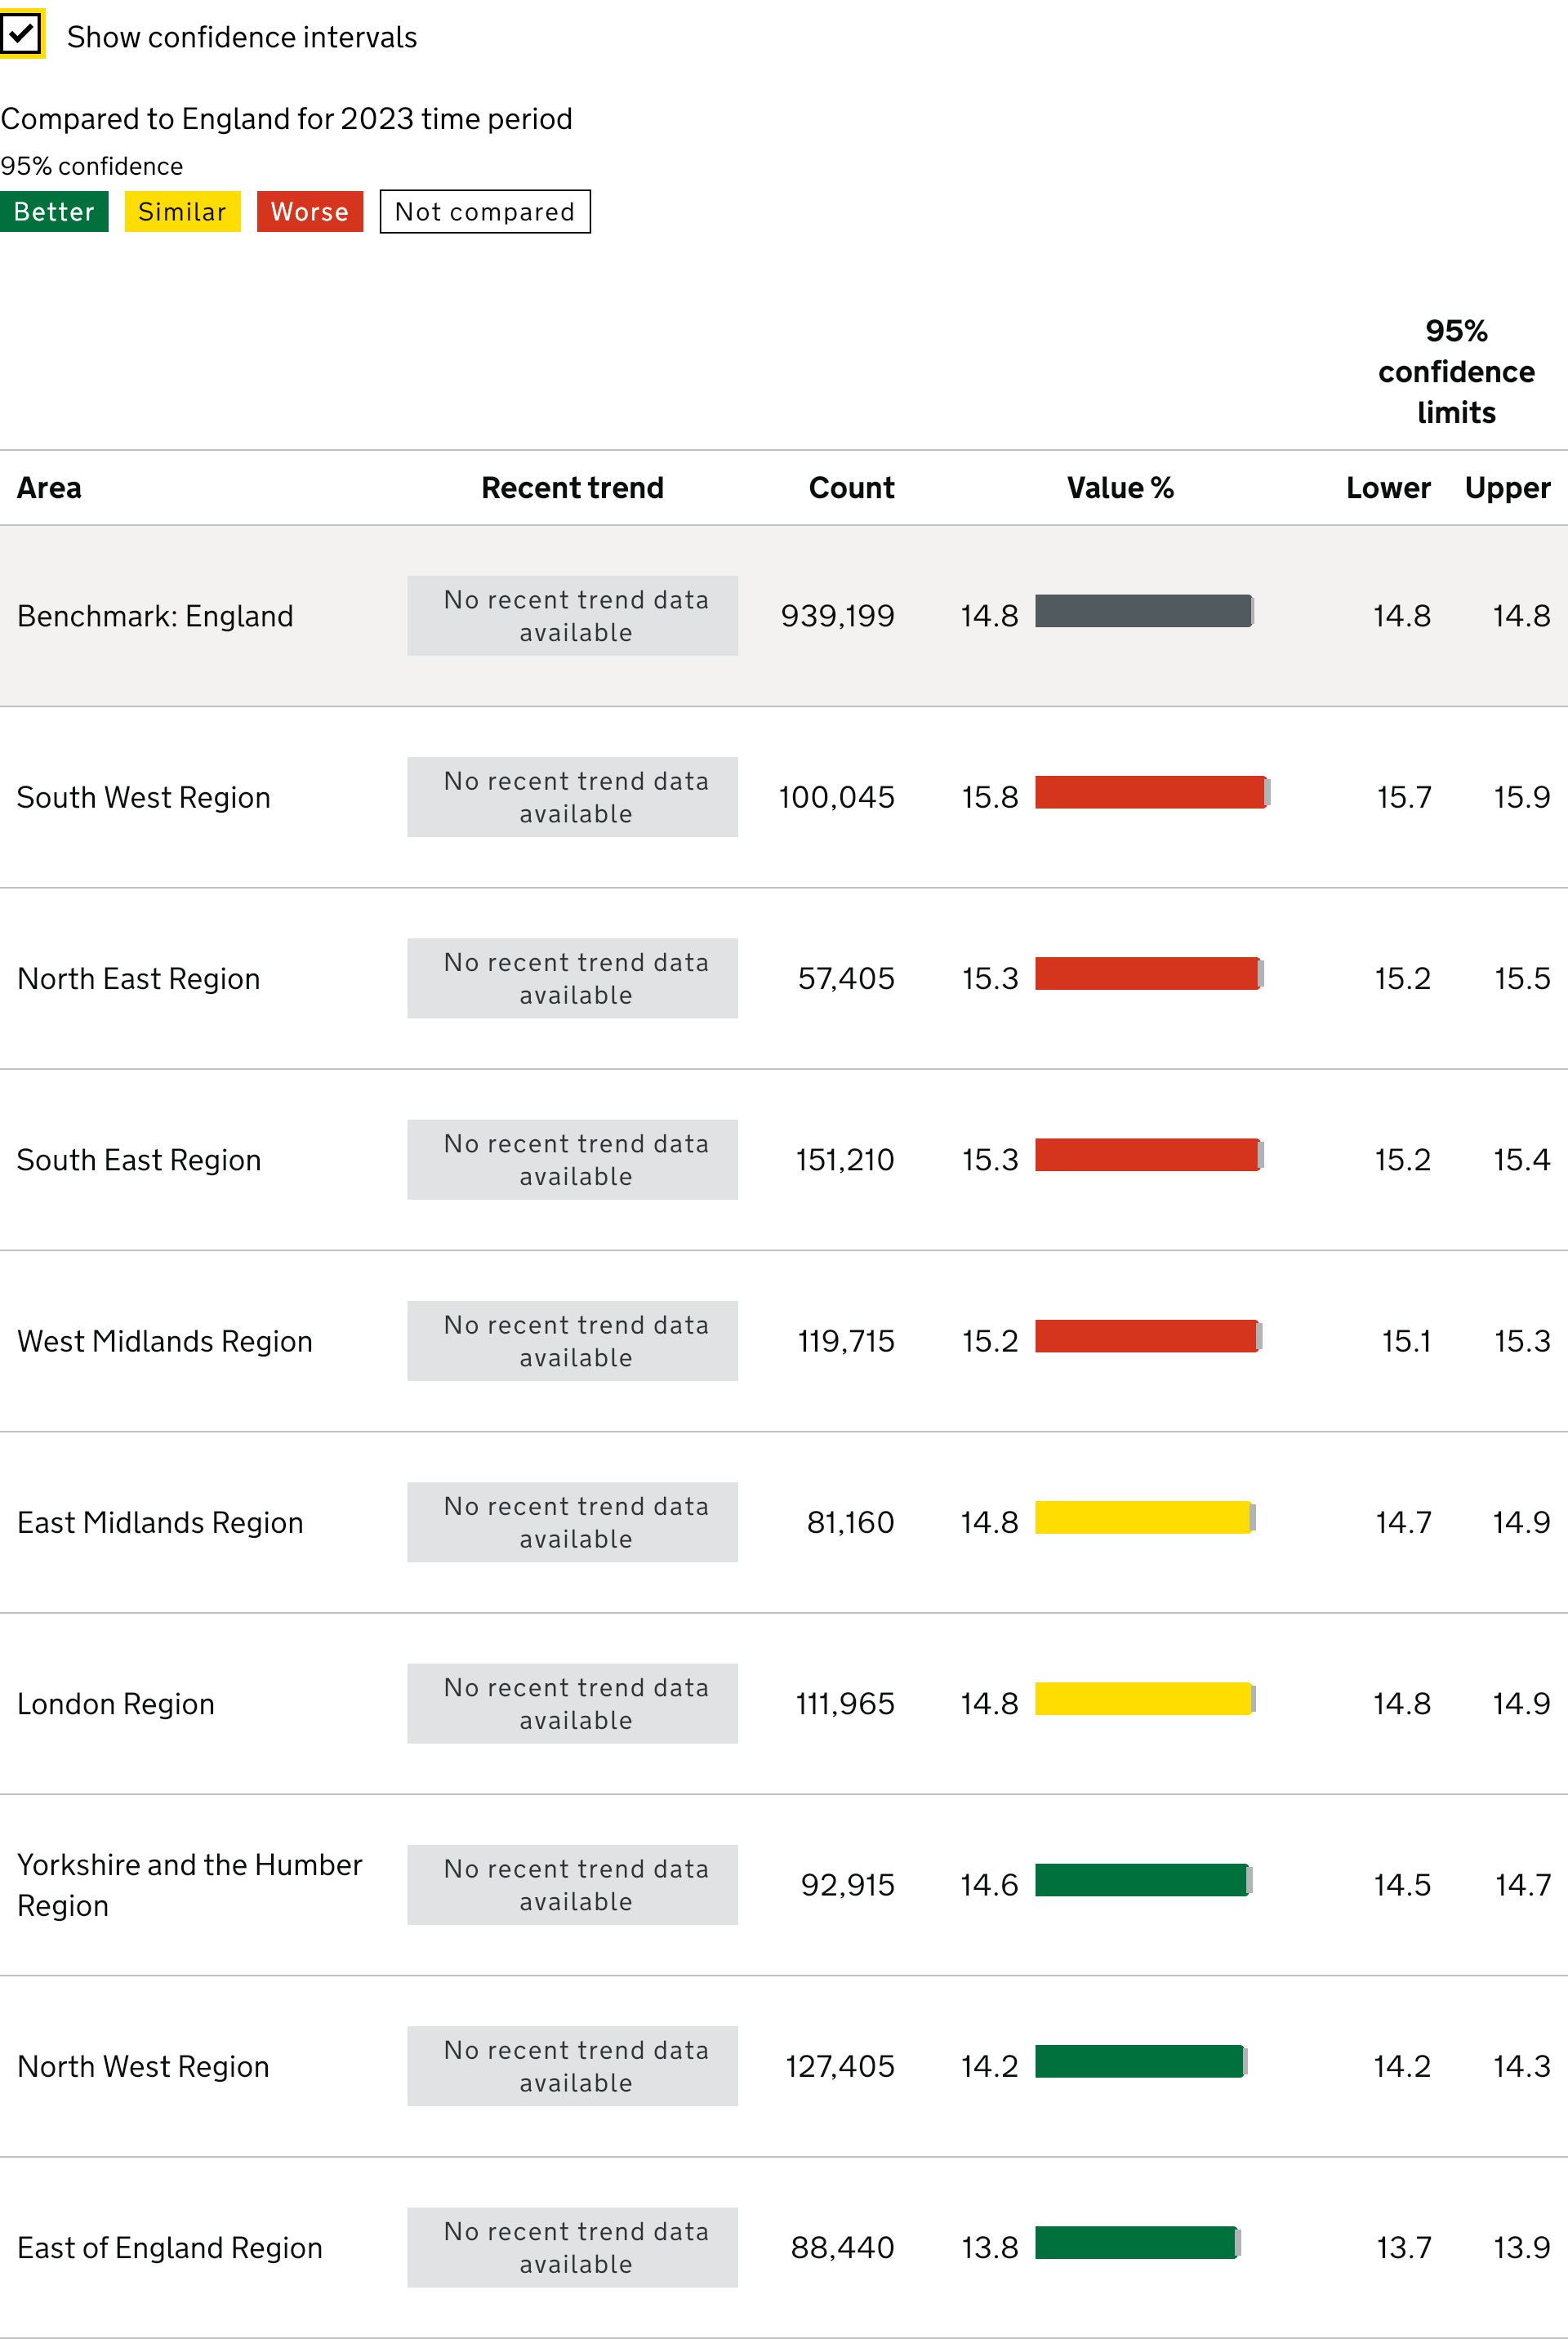 Show confidence intervals
Compared to England for 2023 time period
95% confidence
Better Similar Worse Not compared
95%
confidence
limits
Area Recent trend Count Value % Lower Upper
Benchmark: England No recent trend data available 939,199 14.8 14.8 14.8
South West Region No recent trend data available 100,045 15.8 15.7 15.9
North East Region No recent trend data available 57,405 15.3 15.2 15.5
South East Region No recent trend data available 151,210 15.3 15.2 15.4
West Midlands Region No recent trend data available 119,715 15.2 15.1 15.3
East Midlands Region No recent trend data available 81,160 14.8 14.7 14.9
London Region No recent trend data available 111,965 14.8 14.8 14.9
Yorkshire and the Humber Region No recent trend data available 92,915 14.6 14.5 14.7
North West Region No recent trend data available 127,405 14.2 14.2 14.3
East of England Region No recent trend data available 88,440 13.8 13.7 13.9